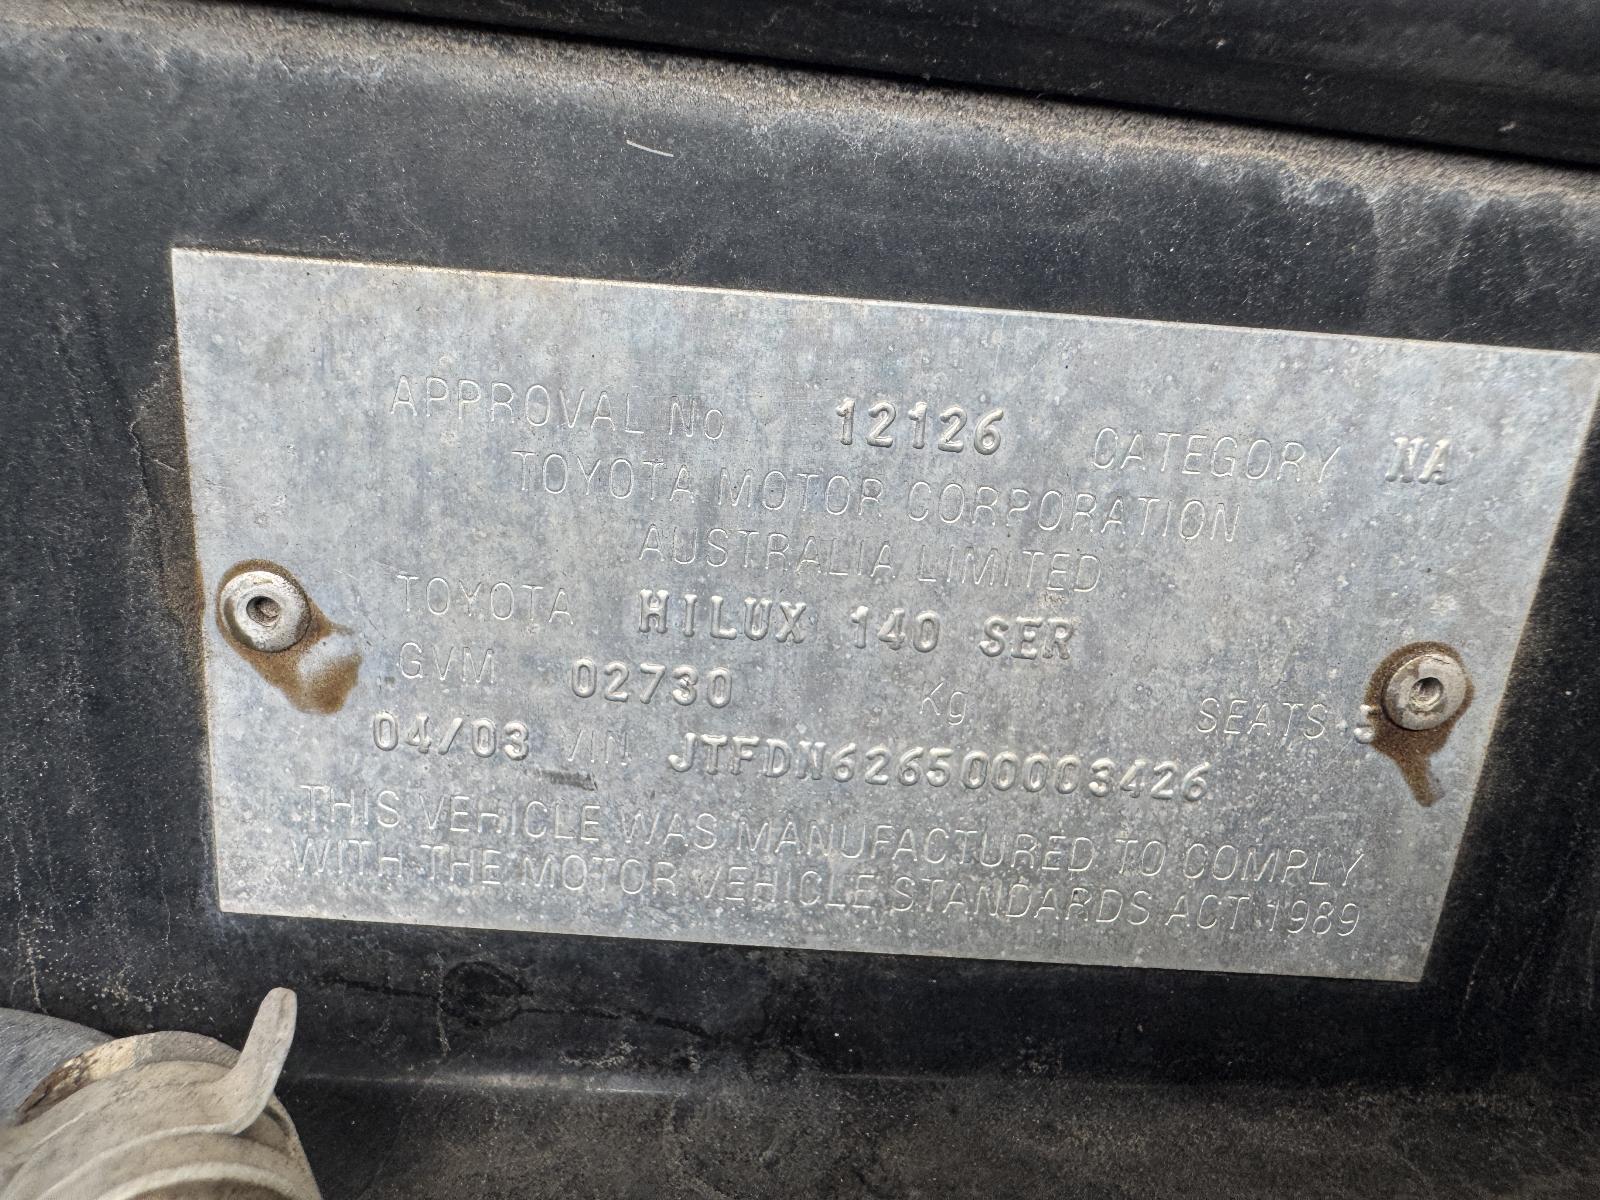 APPROVAL No 12126 CATEGORY NA
TOYOTA MOTOR CORPORATION
AUSTRALIA LIMITED
TOYOTA HILUX 140 SER
GVM 02730 Kg SEATS 5
04/03 VIN JTFDN626500003426
THIS VEHICLE WAS MANUFACTURED TO COMPLY
WITH THE MOTOR VEHICLE STANDARDS ACT 1989